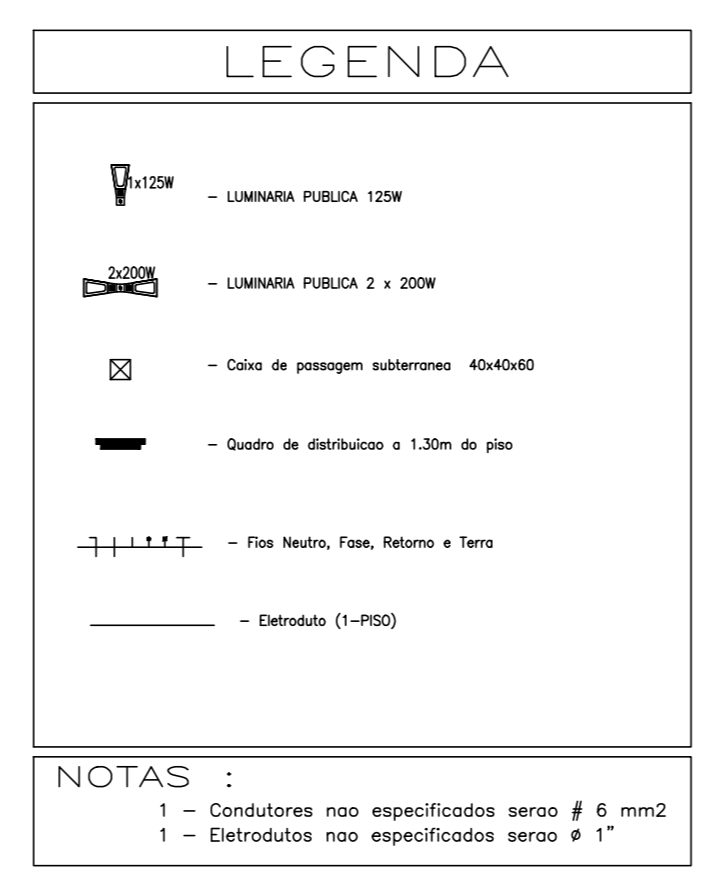 LEGENDA
1x125W
- LUMINARIA PUBLICA 125W
2x200W
- LUMINARIA PUBLICA 2 x 200W
- Caixa de passagem subterranea 40x40x60
- Quadro de distribuicao a 1.30m do piso
- Fios Neutro, Fase, Retorno e Terra
- Eletroduto (1-PISO)
NOTAS :
1 - Condutores nao especificados serao # 6 mm2
1 - Eletrodutos nao especificados serao ø 1"